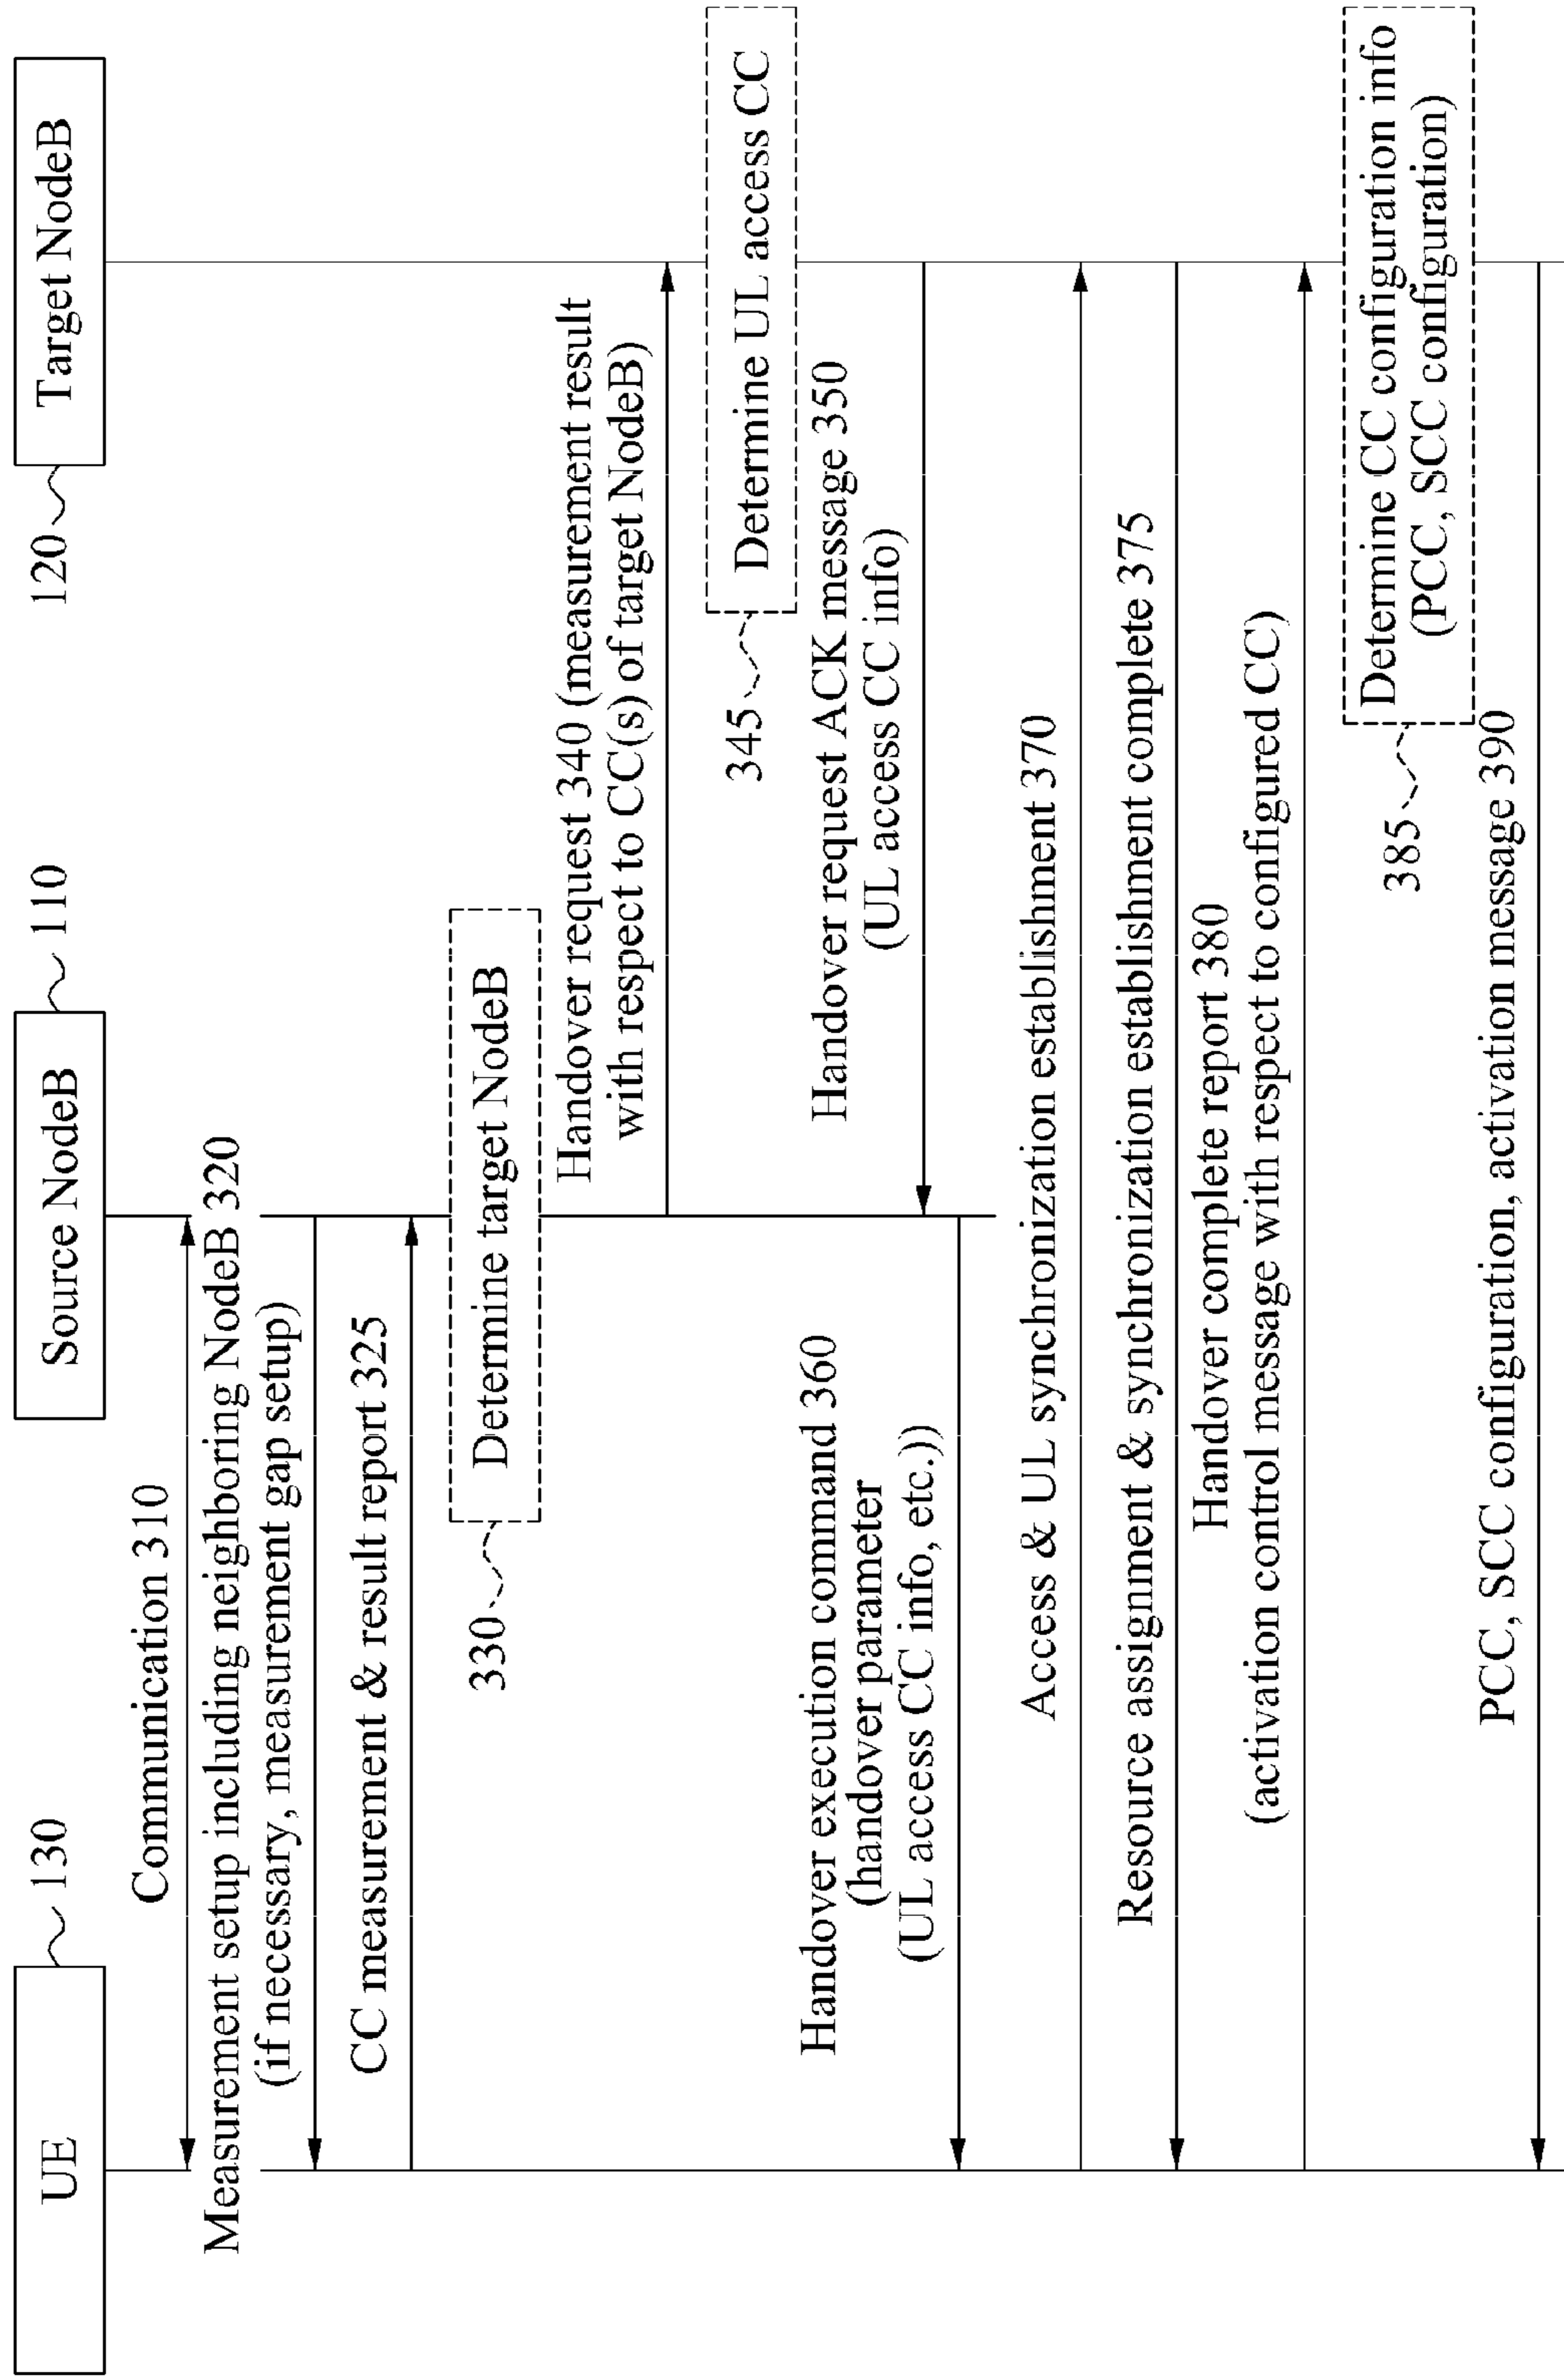 UE
130
Source NodeB
110
Target NodeB
120
Communication 310
Measurement setup including neighboring NodeB 320
(if necessary, measurement gap setup)
CC measurement & result report 325
Determine target NodeB
330
Handover request 340 (measurement result
with respect to CC(s) of target NodeB)
Determine UL access CC
345
Handover request ACK message 350
(UL access CC info)
Handover execution command 360
(handover parameter
(UL access CC info, etc.))
Access & UL synchronization establishment 370
Resource assignment & synchronization establishment complete 375
Handover complete report 380
(activation control message with respect to configured CC)
Determine CC configuration info
(PCC, SCC configuration)
385
PCC, SCC configuration, activation message 390